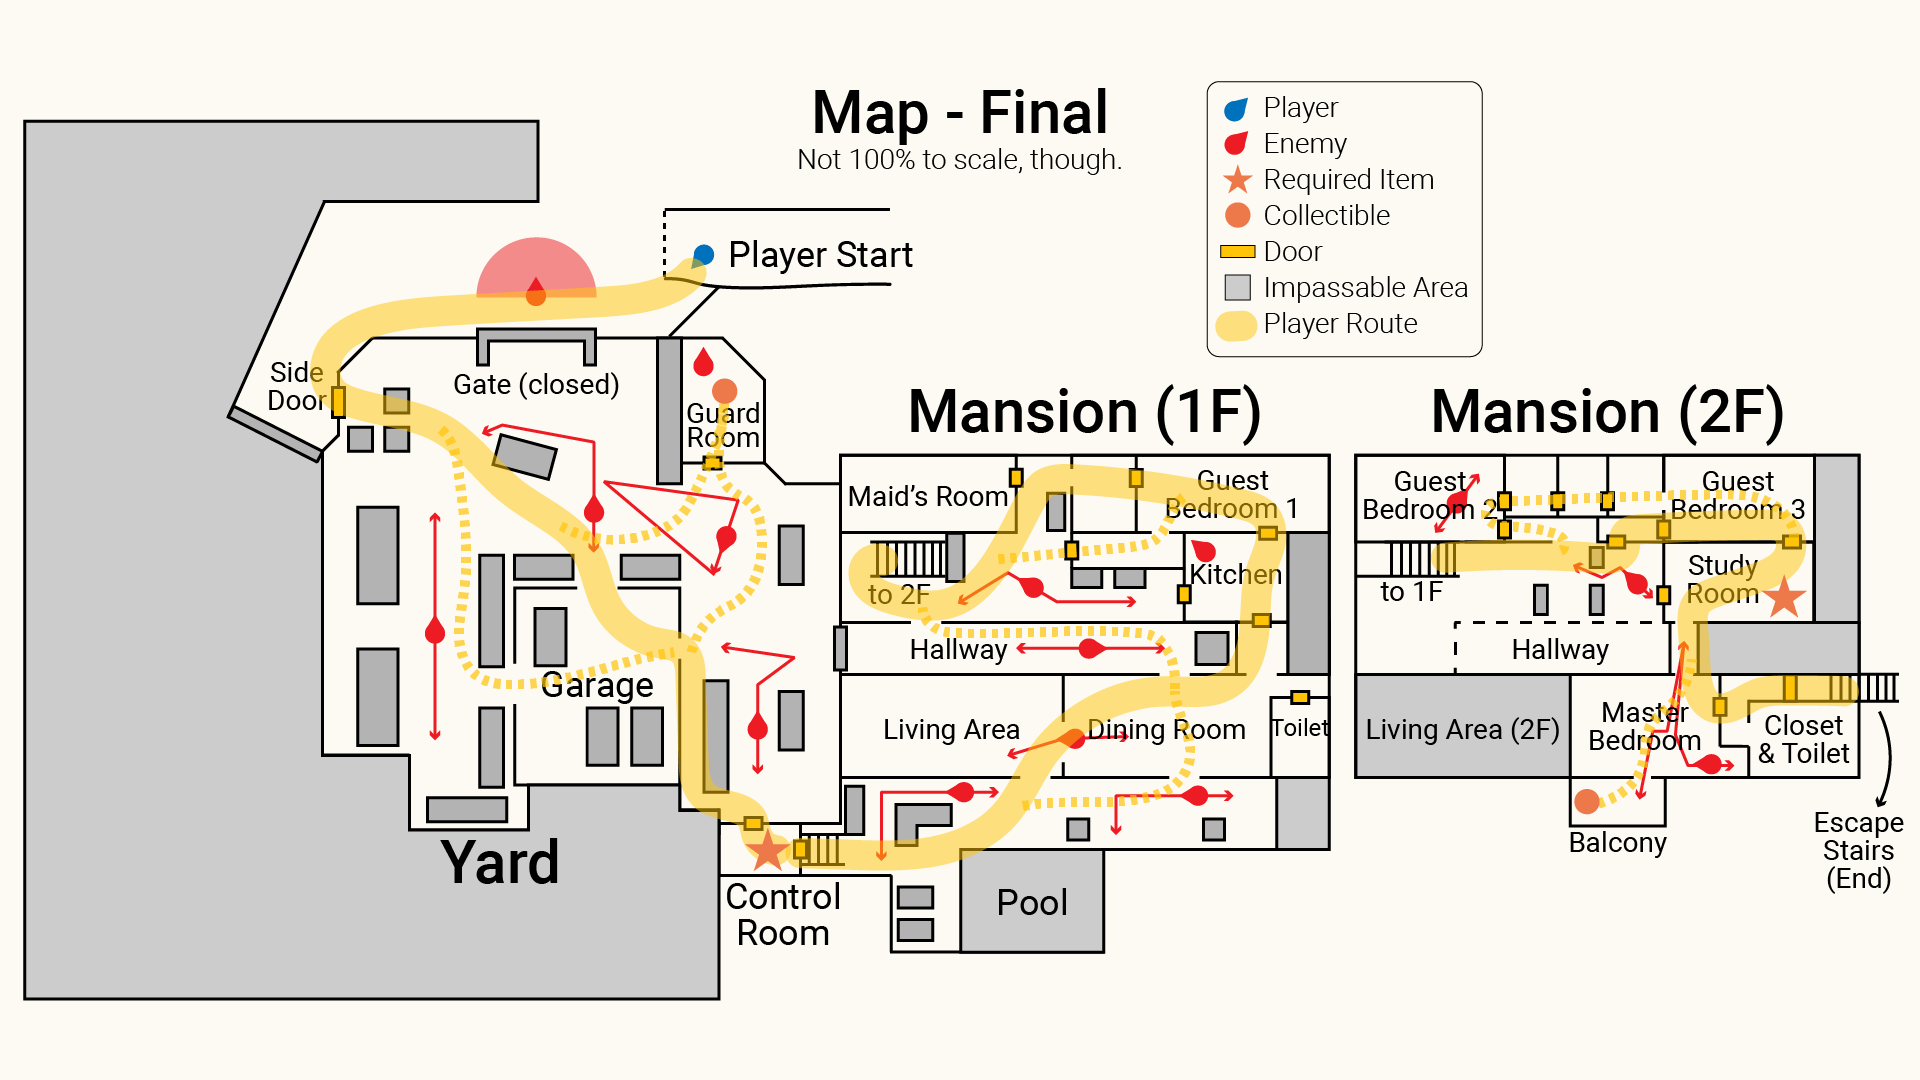 Map - Final
Not 100% to scale, though.
Player
Enemy
Required Item
Collectible
Door
Impassable Area
Player Route
Player Start
Side
Door
Gate (closed)
Guard
Room
Garage
Yard
Control
Room
Mansion (1F)
Maid's Room
Guest
Bedroom 1
to 2F
Kitchen
Hallway
Living Area
Dining Room
Toilet
Pool
Mansion (2F)
Guest
Bedroom 2
Guest
Bedroom 3
to 1F
Study
Room
Hallway
Living Area (2F)
Master
Bedroom
Closet
& Toilet
Balcony
Escape
Stairs
(End)